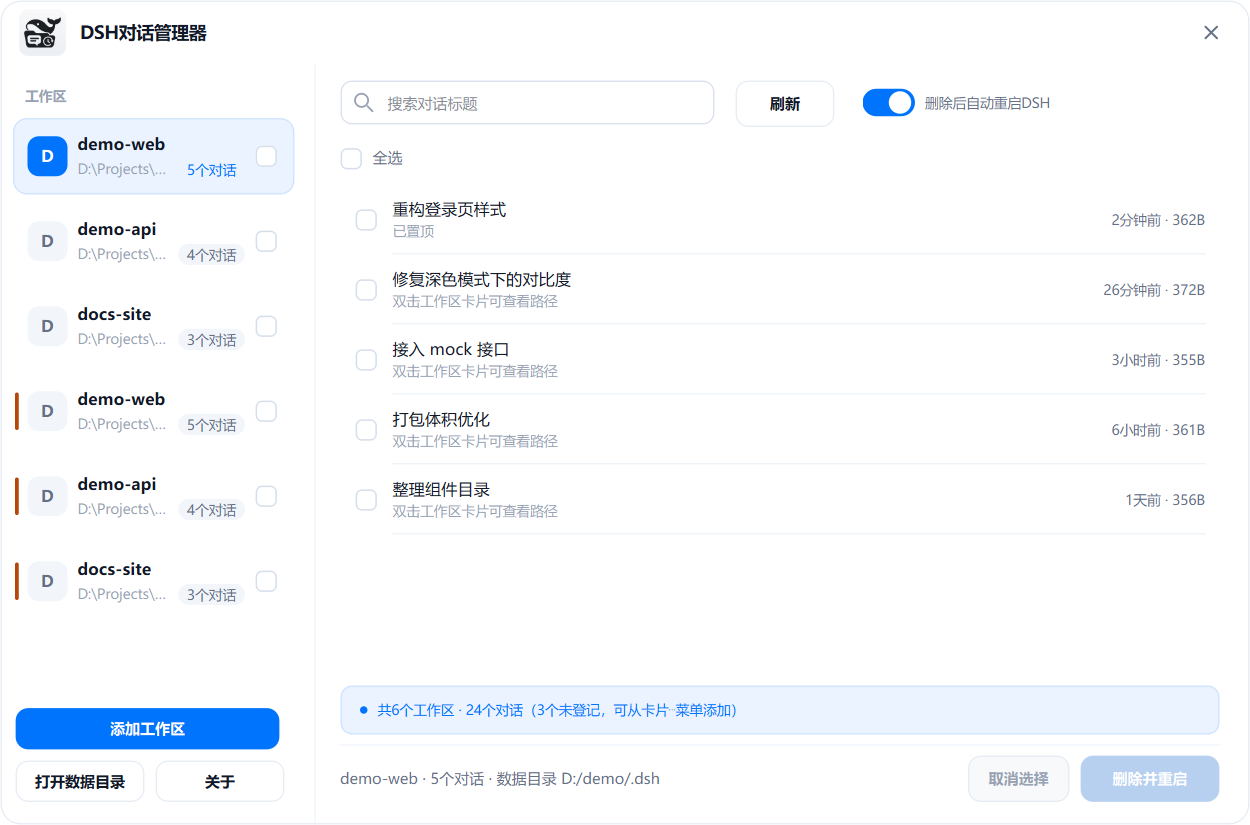 DSH对话管理器
工作区
D
demo-web
D:\Projects\...
5个对话
D
demo-api
D:\Projects\...
4个对话
D
docs-site
D:\Projects\...
3个对话
D
demo-web
D:\Projects\...
5个对话
D
demo-api
D:\Projects\...
4个对话
D
docs-site
D:\Projects\...
3个对话
添加工作区
打开数据目录
关于
搜索对话标题
刷新
删除后自动重启DSH
全选
重构登录页样式
已置顶
2分钟前 · 362B
修复深色模式下的对比度
双击工作区卡片可查看路径
26分钟前 · 372B
接入 mock 接口
双击工作区卡片可查看路径
3小时前 · 355B
打包体积优化
双击工作区卡片可查看路径
6小时前 · 361B
整理组件目录
双击工作区卡片可查看路径
1天前 · 356B
共6个工作区 · 24个对话（3个未登记，可从卡片 ··· 菜单添加）
demo-web · 5个对话 · 数据目录 D:/demo/.dsh
取消选择
删除并重启